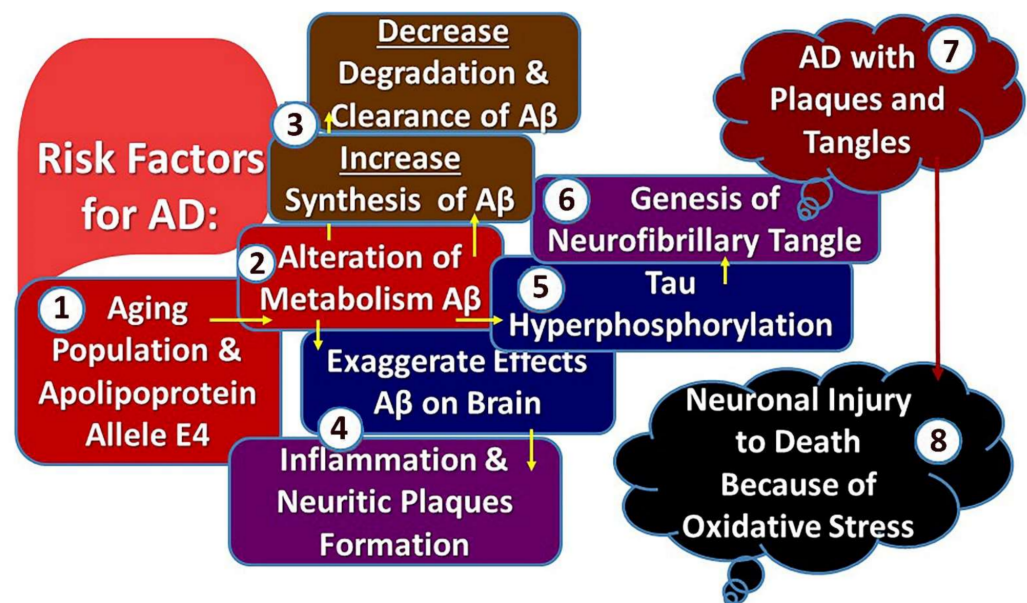 Risk Factors
for AD:
1
Aging
Population &
Apolipoprotein
Allele E4
2
Alteration of
Metabolism Aβ
3
Decrease
Degradation &
Clearance of Aβ
Increase
Synthesis of Aβ
Exaggerate Effects
Aβ on Brain
4
Inflammation &
Neuritic Plaques
Formation
5
Tau
Hyperphosphorylation
6
Genesis of
Neurofibrillary Tangle
7
AD with
Plaques and
Tangles
8
Neuronal Injury
to Death
Because of
Oxidative Stress